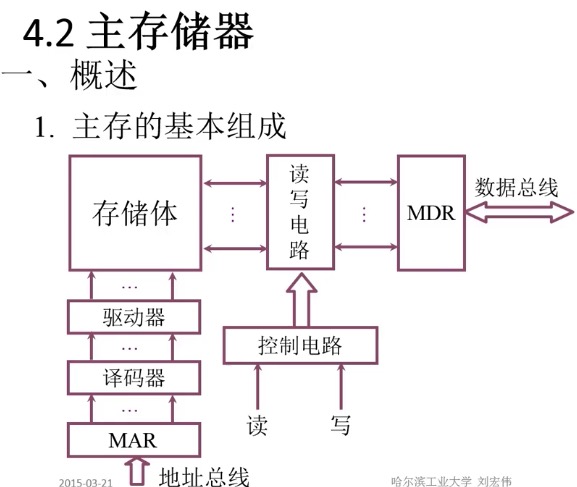 4.2 主存储器
一、概述
1. 主存的基本组成
存储体
读写电路
MDR
数据总线
…
…
…
驱动器
…
控制电路
译码器
…
读
写
MAR
2015-03-21
地址总线
哈尔滨工业大学 刘宏伟